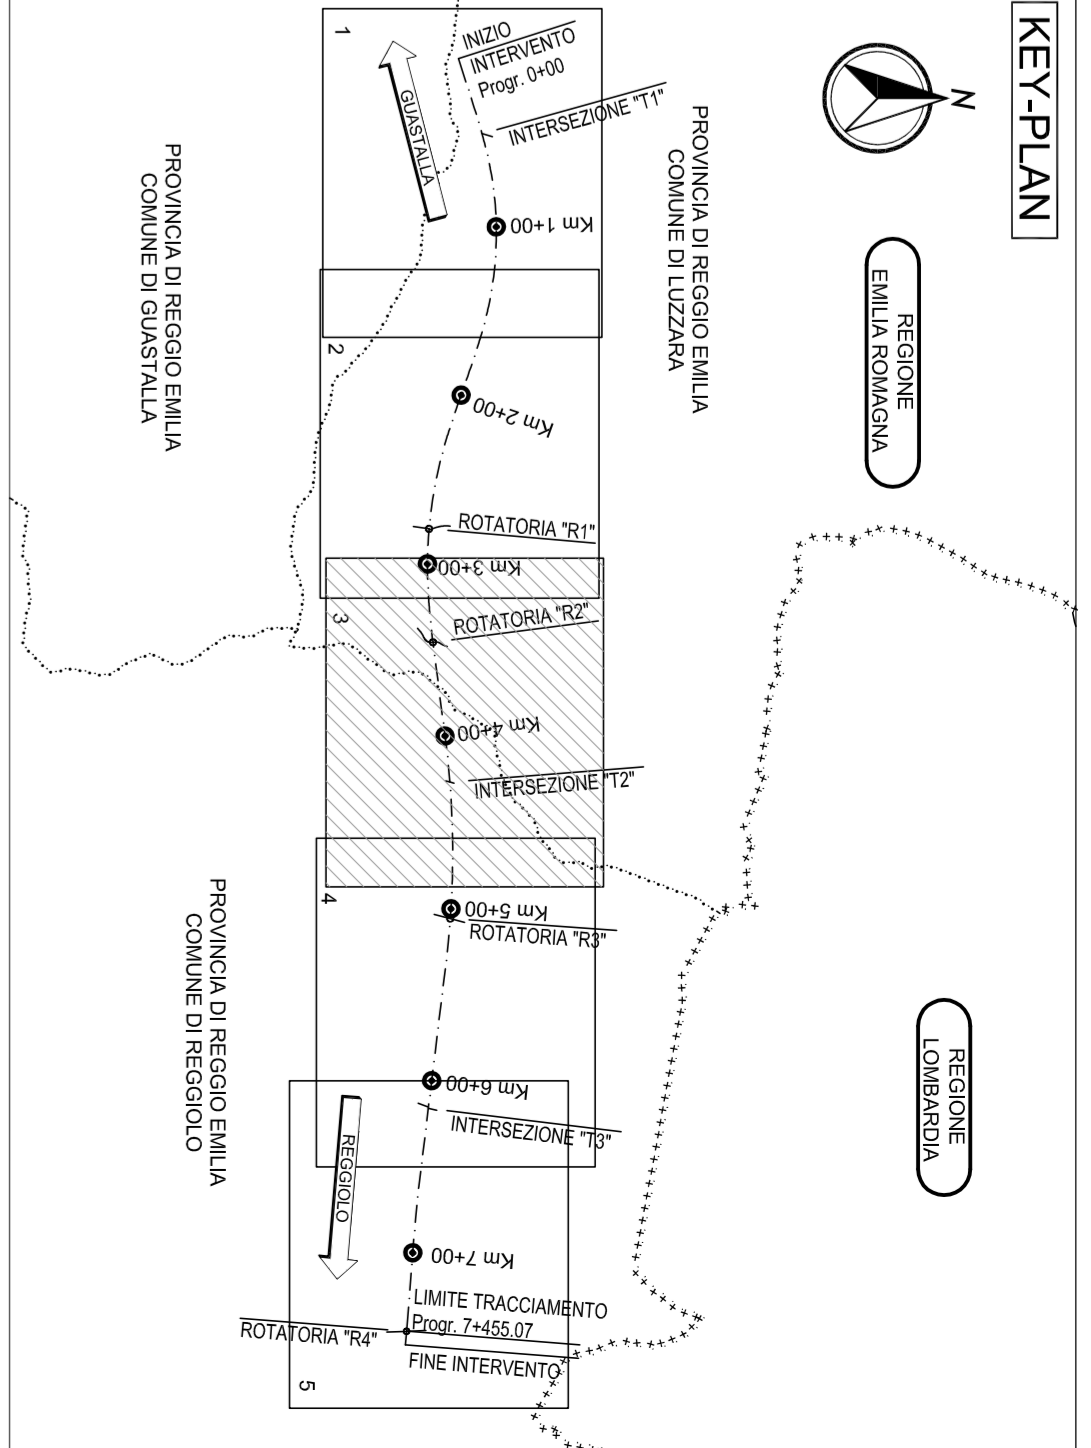 KEY-PLAN
N
REGIONE
EMILIA ROMAGNA
REGIONE
LOMBARDIA
PROVINCIA DI REGGIO EMILIA
COMUNE DI LUZZARA
PROVINCIA DI REGGIO EMILIA
COMUNE DI GUASTALLA
PROVINCIA DI REGGIO EMILIA
COMUNE DI REGGIOLO
1
GUASTALLA
INIZIO
INTERVENTO
Progr. 0+00
INTERSEZIONE "T1"
Km 1+00
2
Km 2+00
ROTATORIA "R1"
Km 3+00
3
ROTATORIA "R2"
Km 4+00
INTERSEZIONE "T2"
4
Km 5+00
ROTATORIA "R3"
Km 6+00
INTERSEZIONE "T3"
REGGIOLO
Km 7+00
LIMITE TRACCIAMENTO
Progr. 7+455.07
ROTATORIA "R4"
FINE INTERVENTO
5